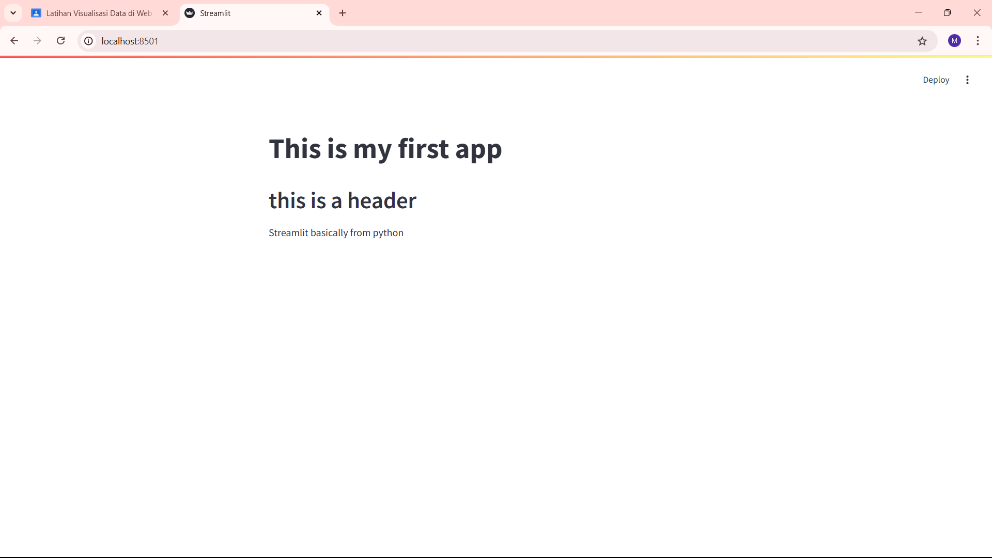 Latihan Visualisasi Data di Web
Streamlit
localhost:8501
M
Deploy
This is my first app
this is a header
Streamlit basically from python